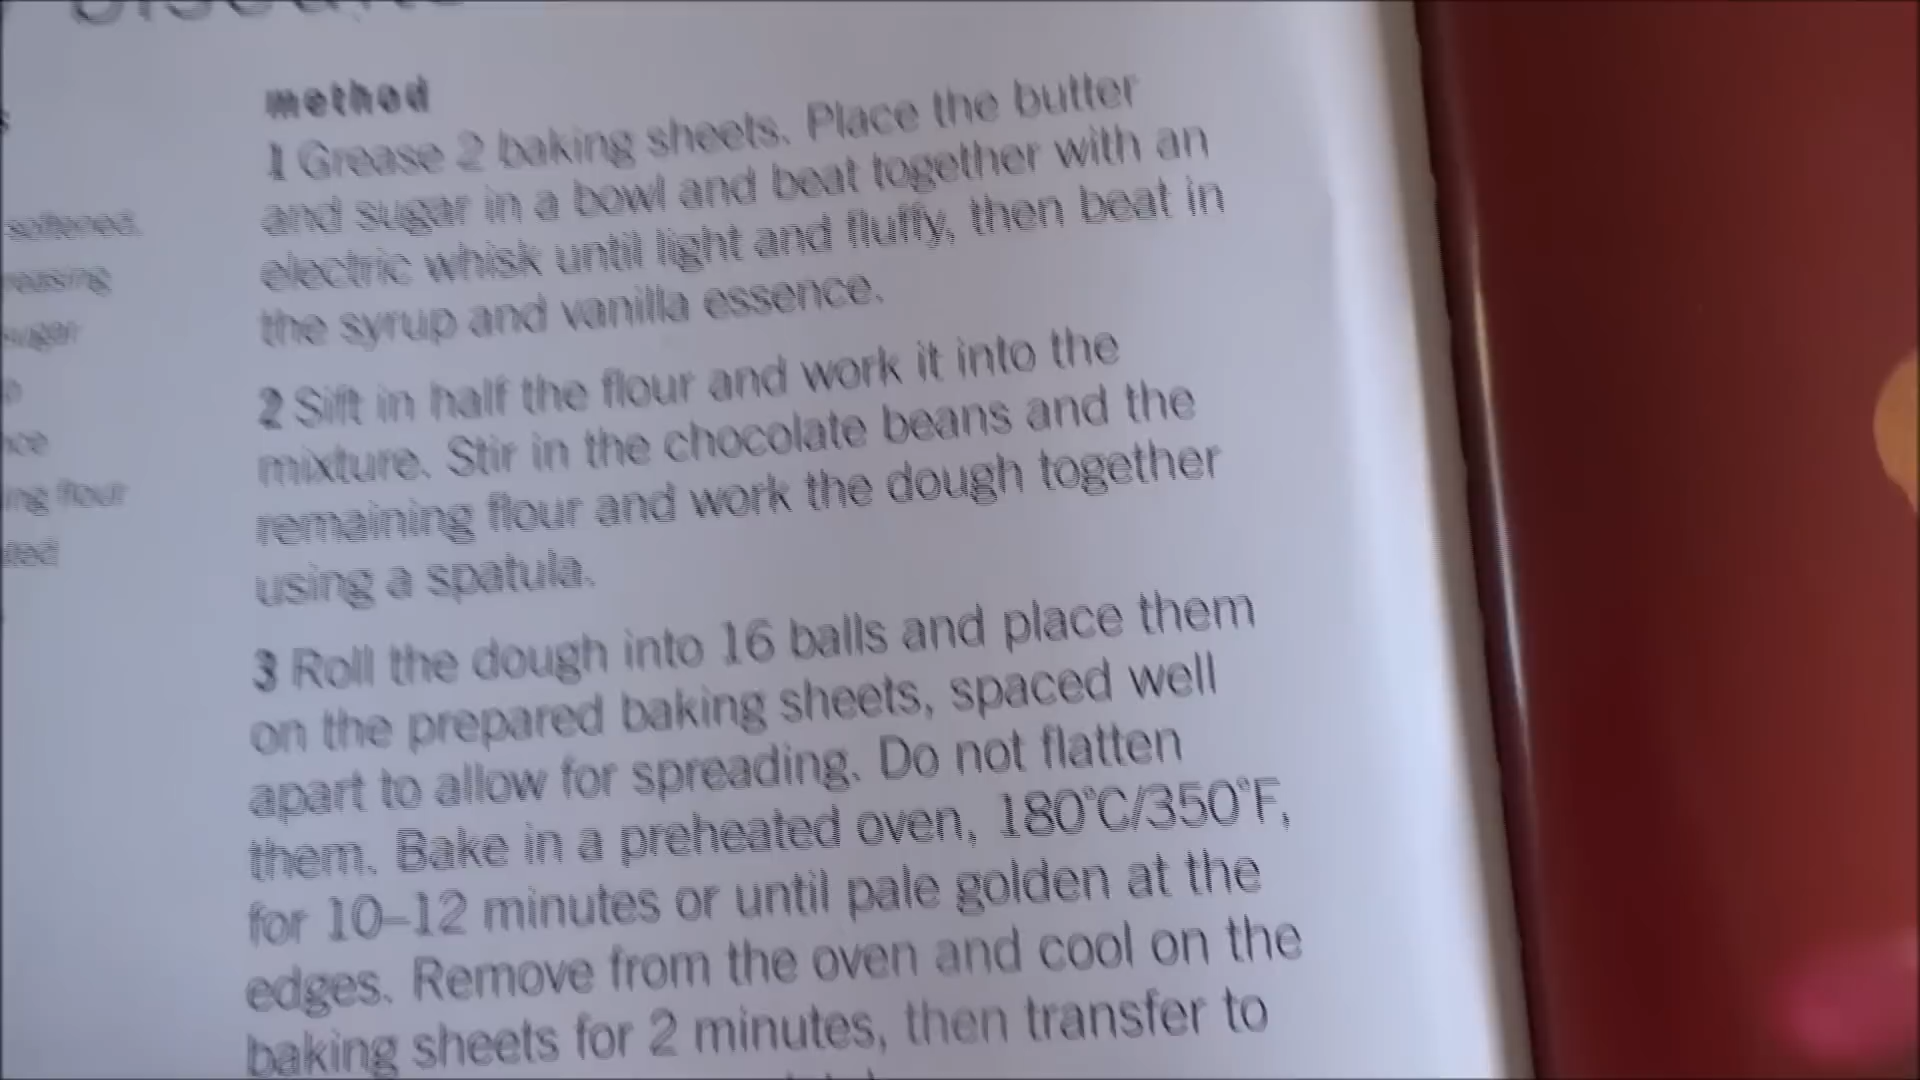 method
1 Grease 2 baking sheets. Place the butter
and sugar in a bowl and beat together with an
electric whisk until light and fluffy, then beat in
the syrup and vanilla essence.
2 Sift in half the flour and work it into the
mixture. Stir in the chocolate beans and the
remaining flour and work the dough together
using a spatula.
3 Roll the dough into 16 balls and place them
on the prepared baking sheets, spaced well
apart to allow for spreading. Do not flatten
them. Bake in a preheated oven, 180°C/350°F,
for 10–12 minutes or until pale golden at the
edges. Remove from the oven and cool on the
baking sheets for 2 minutes, then transfer to
softened,
sugar
flour